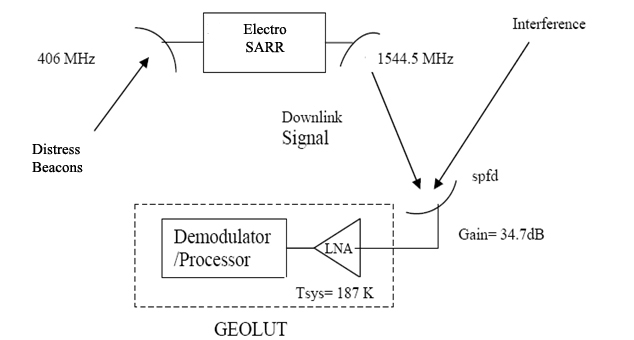 Electro
SARR
Interference
406 MHz
1544.5 MHz
Distress
Beacons
Downlink
Signal
spfd
Gain= 34.7dB
Demodulator
/Processor
LNA
Tsys= 187 K
GEOLUT